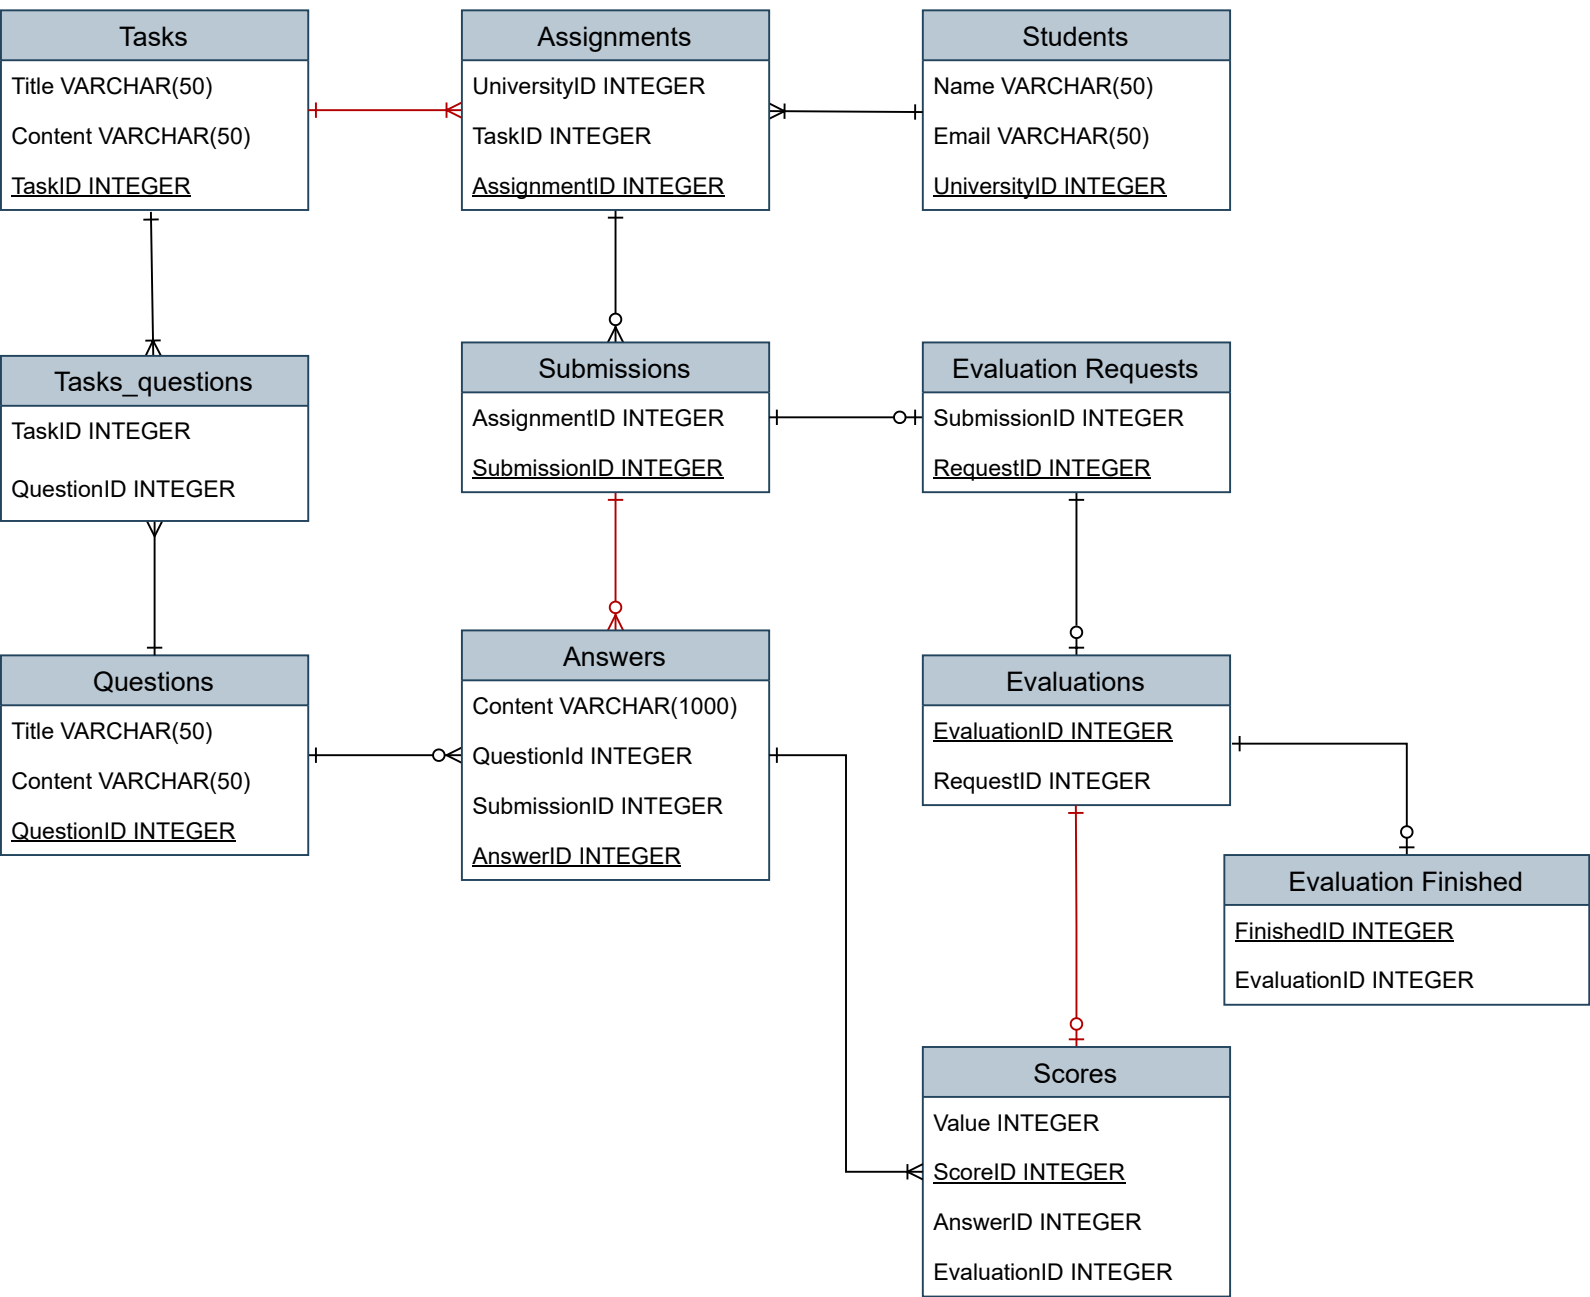 Tasks
Title VARCHAR(50)
Content VARCHAR(50)
TaskID INTEGER
Assignments
UniversityID INTEGER
TaskID INTEGER
AssignmentID INTEGER
Students
Name VARCHAR(50)
Email VARCHAR(50)
UniversityID INTEGER
Tasks_questions
TaskID INTEGER
QuestionID INTEGER
Submissions
AssignmentID INTEGER
SubmissionID INTEGER
Evaluation Requests
SubmissionID INTEGER
RequestID INTEGER
Questions
Title VARCHAR(50)
Content VARCHAR(50)
QuestionID INTEGER
Answers
Content VARCHAR(1000)
QuestionId INTEGER
SubmissionID INTEGER
AnswerID INTEGER
Evaluations
EvaluationID INTEGER
RequestID INTEGER
Evaluation Finished
FinishedID INTEGER
EvaluationID INTEGER
Scores
Value INTEGER
ScoreID INTEGER
AnswerID INTEGER
EvaluationID INTEGER